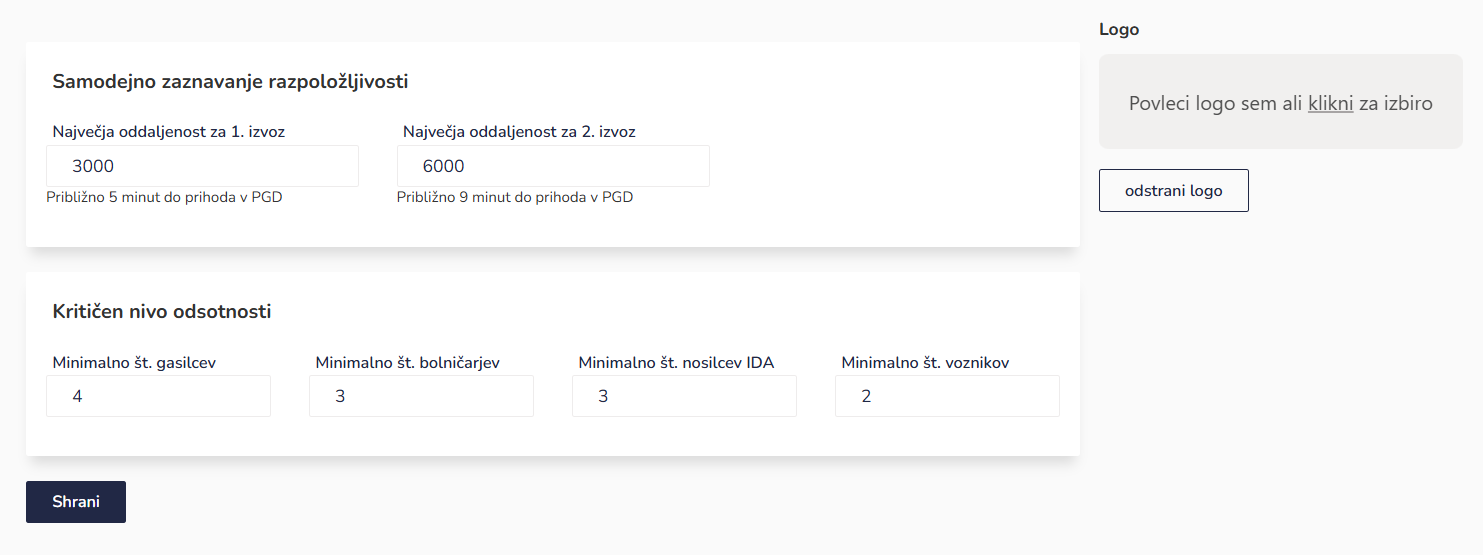 Samodejno zaznavanje razpoložljivosti
Največja oddaljenost za 1. izvoz
3000
Približno 5 minut do prihoda v PGD
Največja oddaljenost za 2. izvoz
6000
Približno 9 minut do prihoda v PGD
Kritičen nivo odsotnosti
Minimalno št. gasilcev
4
Minimalno št. bolničarjev
3
Minimalno št. nosilcev IDA
3
Minimalno št. voznikov
2
Shrani
Logo
Povleci logo sem ali klikni za izbiro
odstrani logo